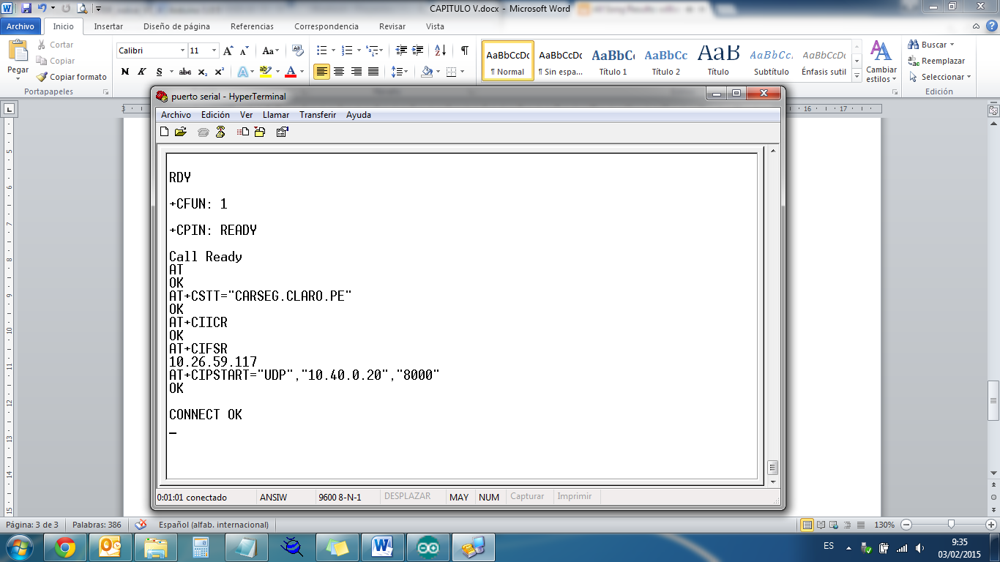 CAPITULO V.docx - Microsoft Word
Archivo Inicio Insertar Diseño de página Referencias Correspondencia Revisar Vista
Pegar
Cortar
Copiar
Copiar formato
Portapapeles
Calibri 11
N K S abc x₂ x² A ab A
AaBbCcDc AaBbCcDc AaBbCc AaBbCc AaB AaBbCc. AaBbCcDc
¶ Normal ¶ Sin espa... Título 1 Título 2 Título Subtítulo Énfasis sutil
Cambiar
estilos
Buscar
Reemplazar
Seleccionar
Edición
puerto serial - HyperTerminal
Archivo Edición Ver Llamar Transferir Ayuda
RDY
+CFUN: 1
+CPIN: READY
Call Ready
AT
OK
AT+CSTT="CARSEG.CLARO.PE"
OK
AT+CIICR
OK
AT+CIFSR
10.26.59.117
AT+CIPSTART="UDP","10.40.0.20","8000"
OK
CONNECT OK
0:01:01 conectado ANSIW 9600 8-N-1 DESPLAZAR MAY NUM Capturar Imprimir
Página: 3 de 3 Palabras: 386 Español (alfab. internacional) 130%
ES 9:35
03/02/2015